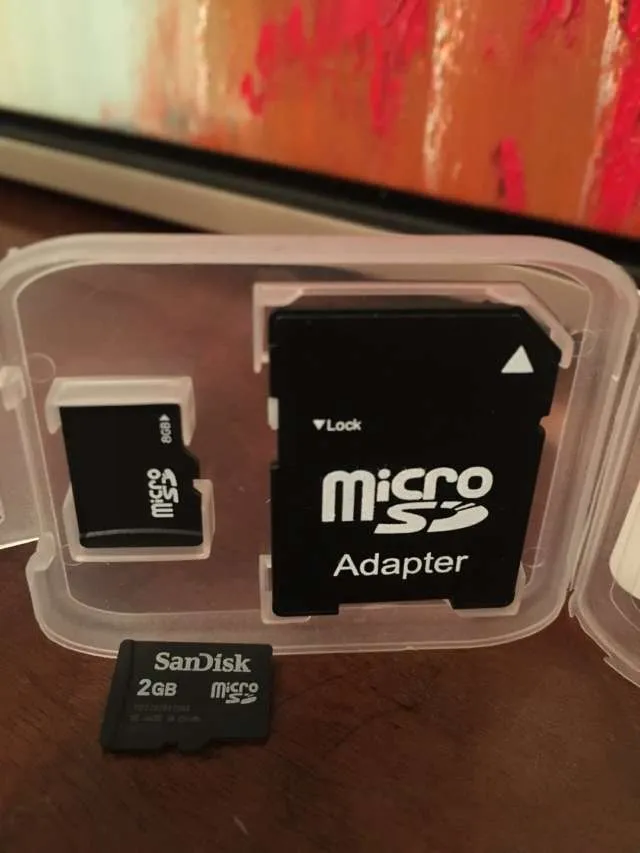 8GB▶
micro
SD
▼Lock
micro
SD
Adapter
SanDisk
2GB micro
SD